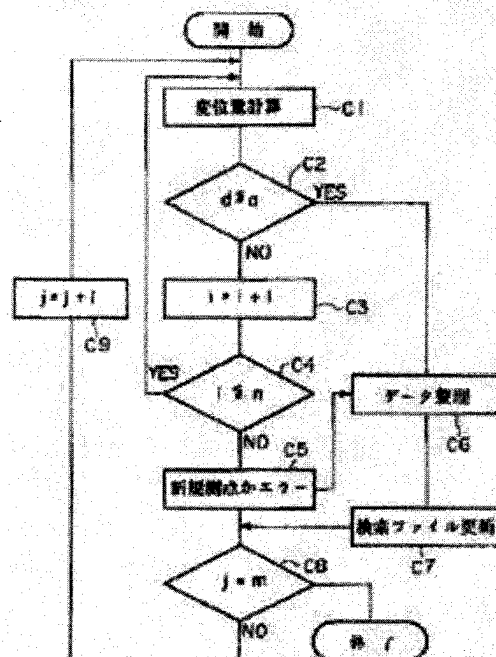 開 始
変位量計算
C1
C2
d≦a
YES
NO
i=i+1
C3
j=j+1
C9
C4
YES
i≦n
NO
データ整理
C6
C5
新規測点かエラー
検索ファイル更新
C7
C8
j=m
NO
終 了